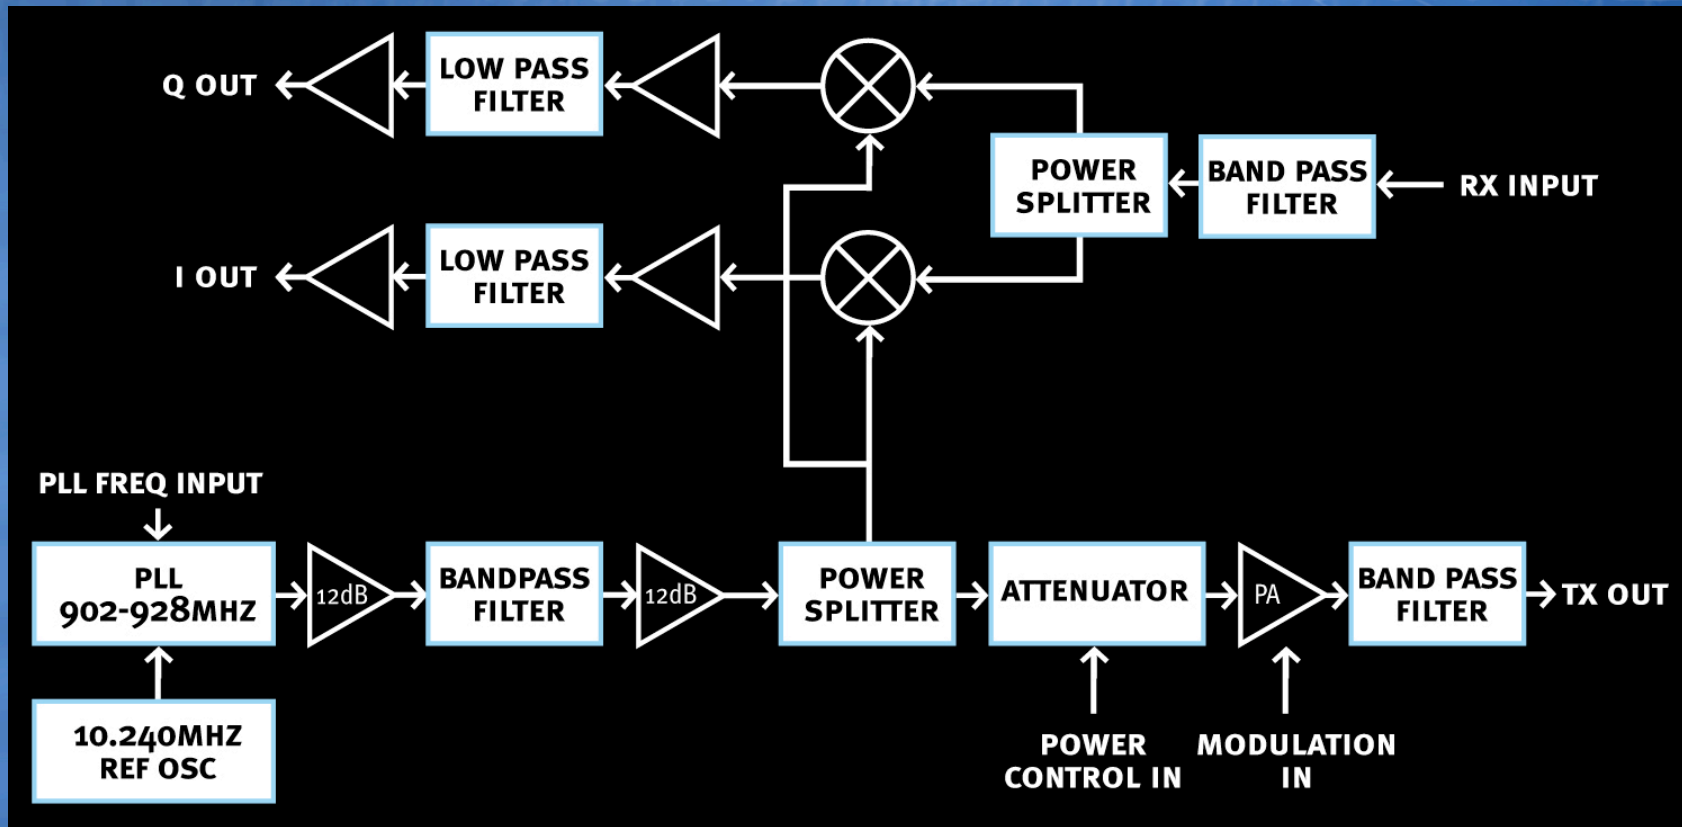 Q OUT
LOW PASS
FILTER
POWER
SPLITTER
BAND PASS
FILTER
RX INPUT
I OUT
LOW PASS
FILTER
PLL FREQ INPUT
PLL
902-928MHZ
12dB
BANDPASS
FILTER
12dB
POWER
SPLITTER
ATTENUATOR
PA
BAND PASS
FILTER
TX OUT
10.240MHZ
REF OSC
POWER
CONTROL IN
MODULATION
IN